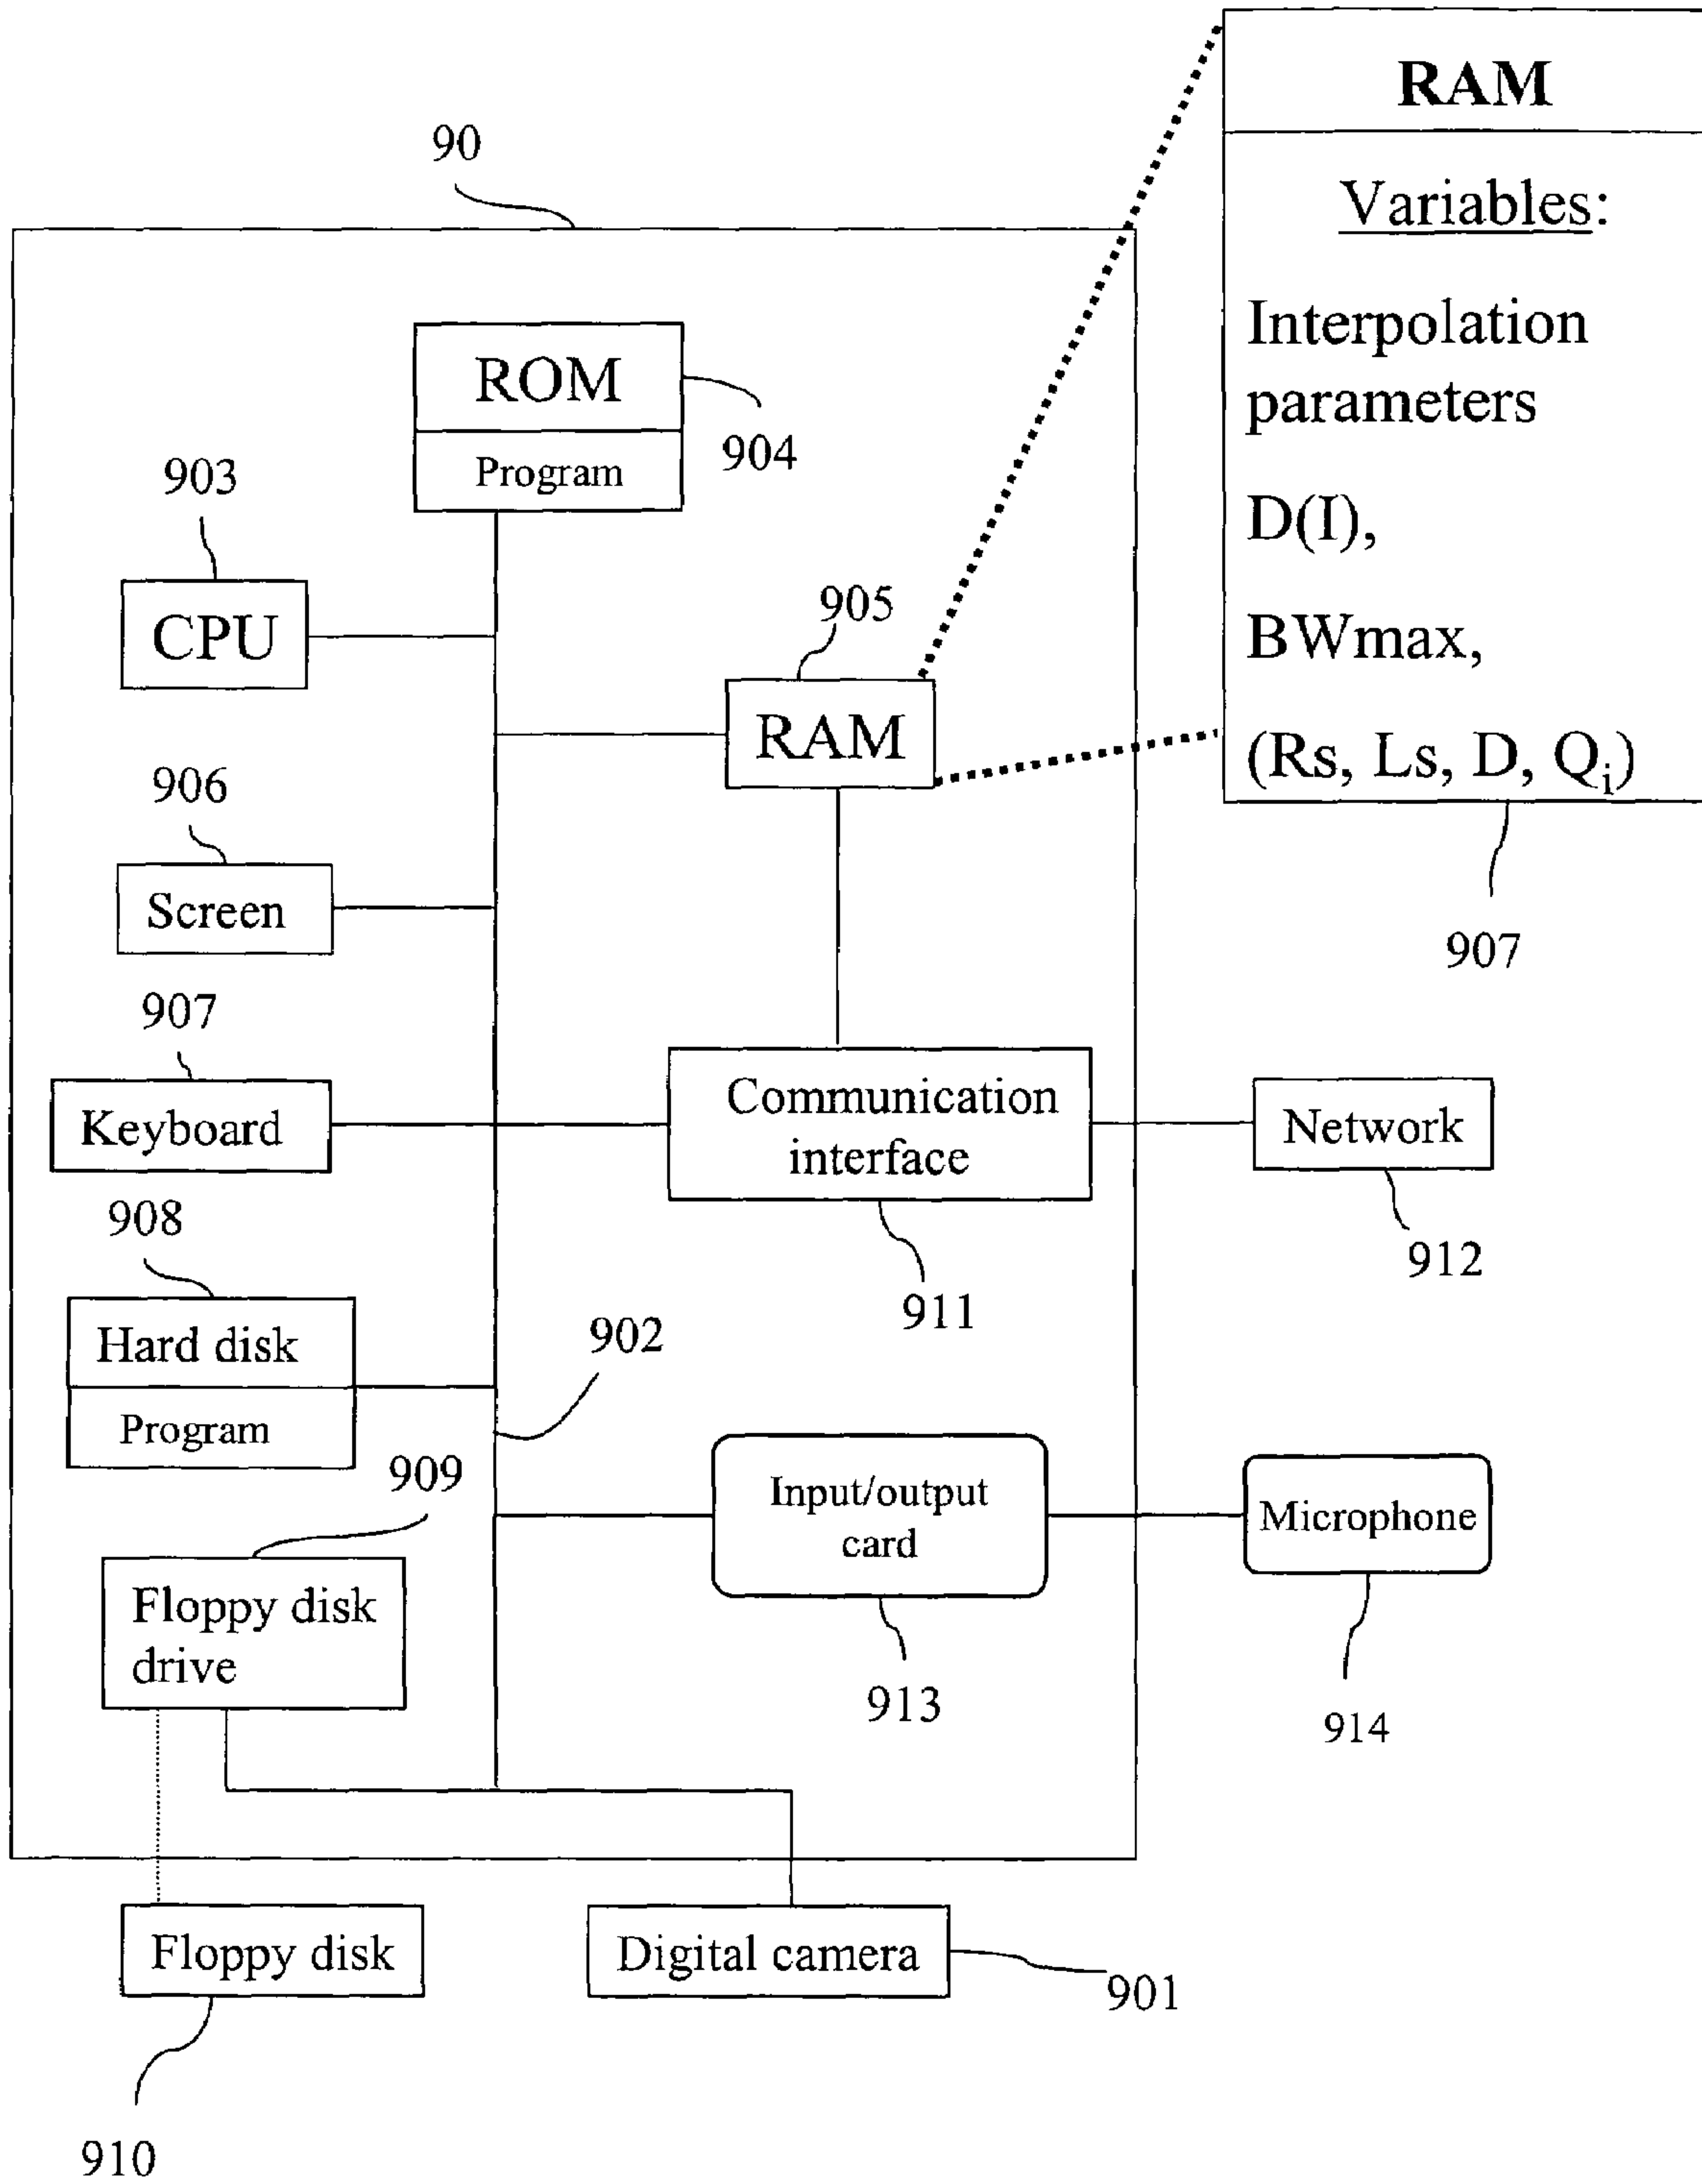 RAM
Variables:
Interpolation
parameters
D(I),
BWmax,
(Rs, Ls, D, Qi)
907
90
ROM
Program
904
903
CPU
905
RAM
906
Screen
907
Keyboard
Communication
interface
911
Network
912
908
Hard disk
Program
902
909
Floppy disk
drive
Input/output
card
913
Microphone
914
Floppy disk
910
Digital camera
901